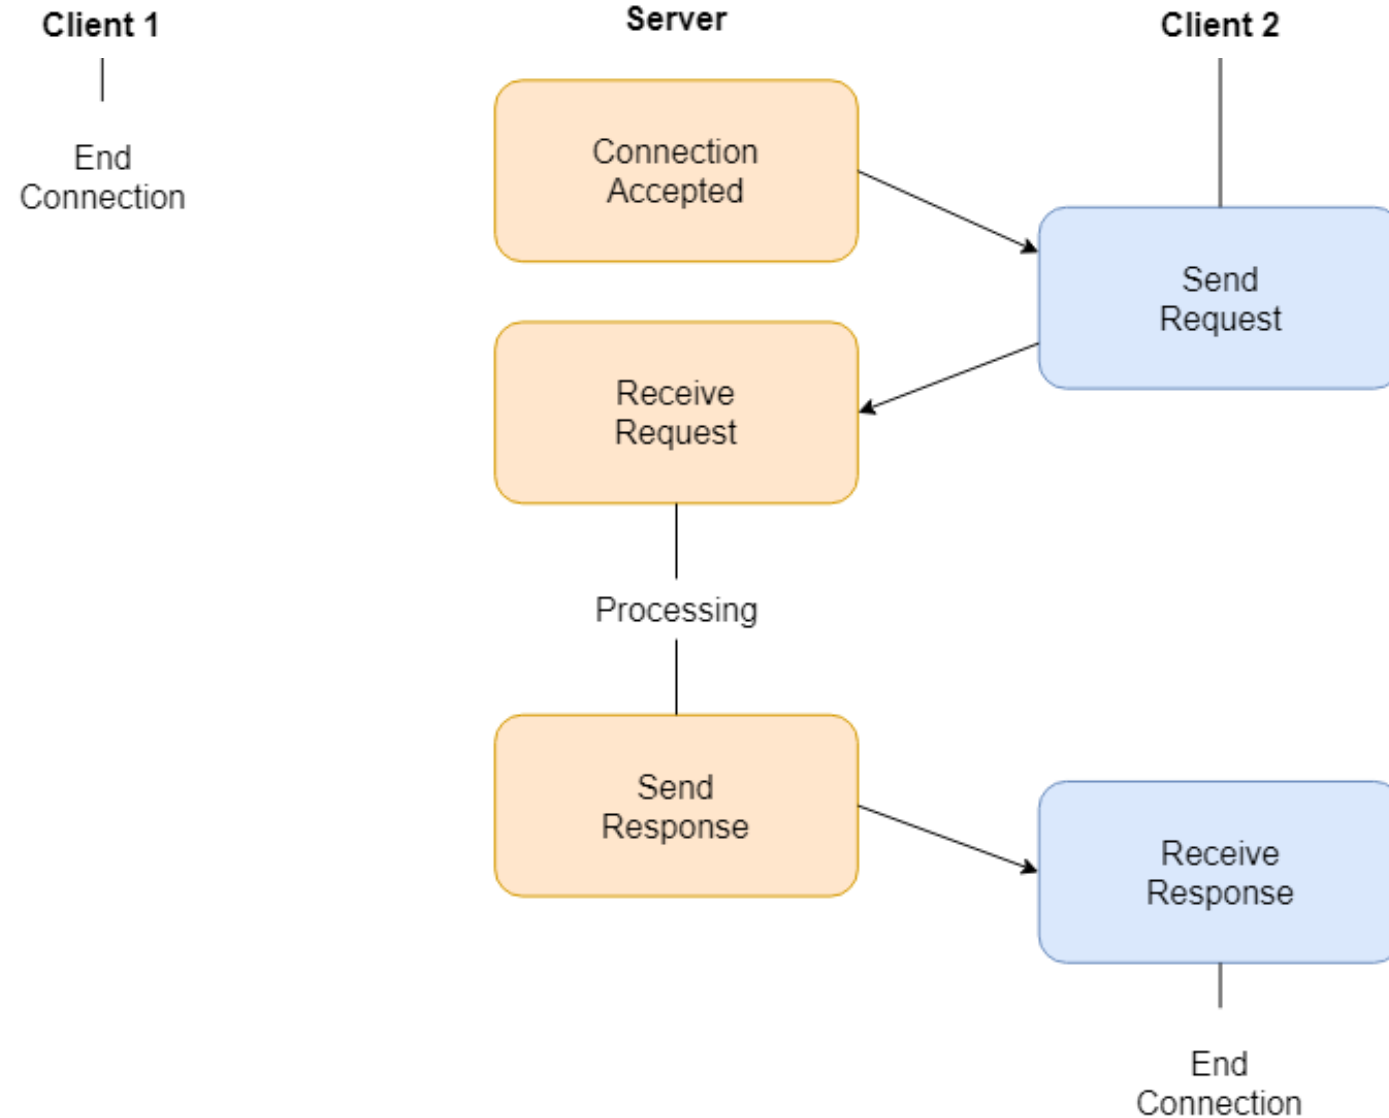 Client 1
Server
Client 2
End
Connection
Connection
Accepted
Send
Request
Receive
Request
Processing
Send
Response
Receive
Response
End
Connection